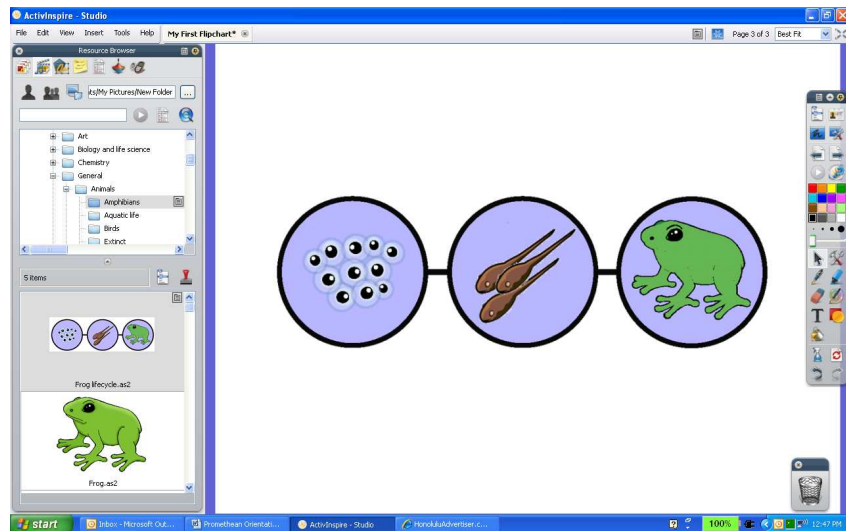 ActivInspire - Studio
File Edit View Insert Tools Help My First Flipchart* Page 3 of 3 Best Fit
Resource Browser
ts/My Pictures/New Folder ...
Art
Biology and life science
Chemistry
General
Animals
Amphibians
Aquatic life
Birds
Extinct
5 items
Frog lifecycle.as2
Frog.as2
T
start Inbox - Microsoft Out... Promethean Orientati... ActivInspire - Studio HonoluluAdvertiser.c... 100% 12:47 PM